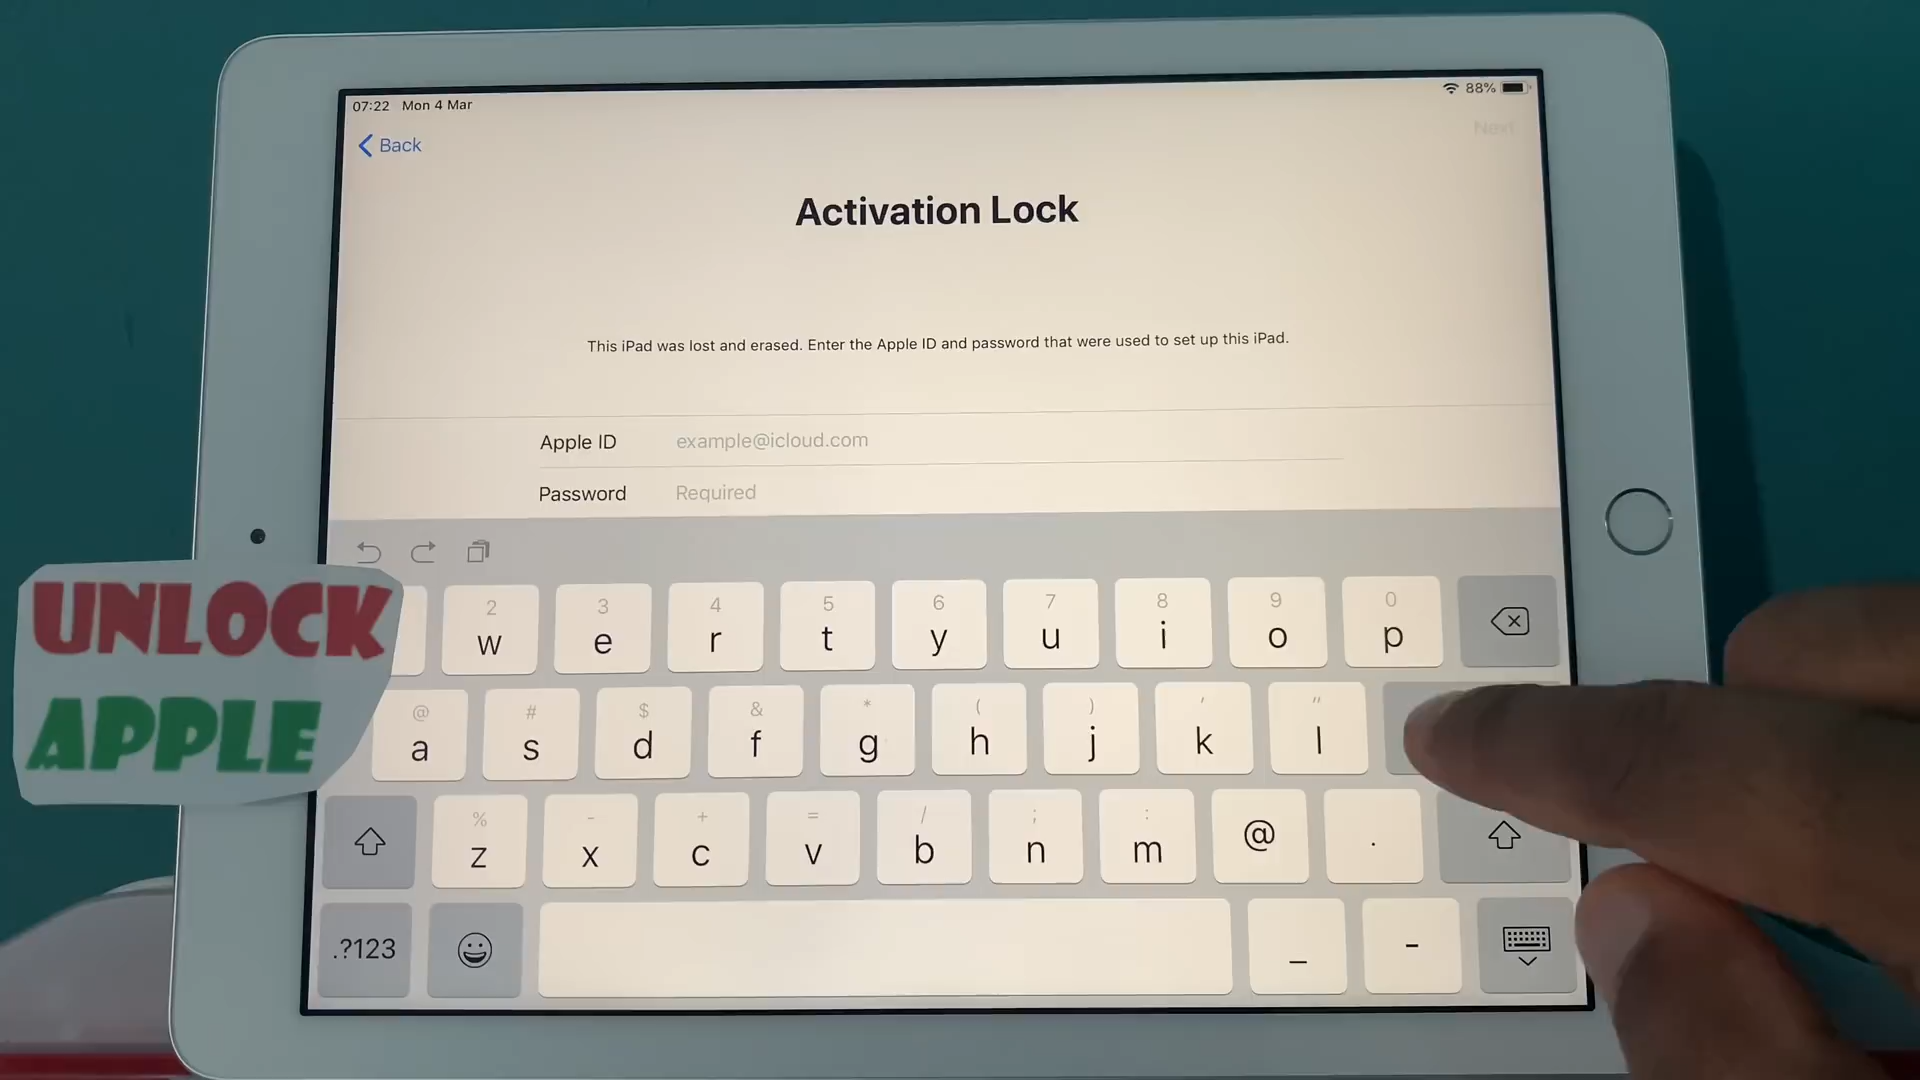 07:22 Mon 4 Mar
88%
Back
Next
Activation Lock
This iPad was lost and erased. Enter the Apple ID and password that were used to set up this iPad.
Apple ID example@icloud.com
Password Required
UNLOCK
APPLE
2 3 4 5 6 7 8 9 0
w e r t y u i o p
@ # $ & * ( ) ' "
a s d f g h j k l
% - + = / ; :
z x c v b n m @ .
.?123 _ -